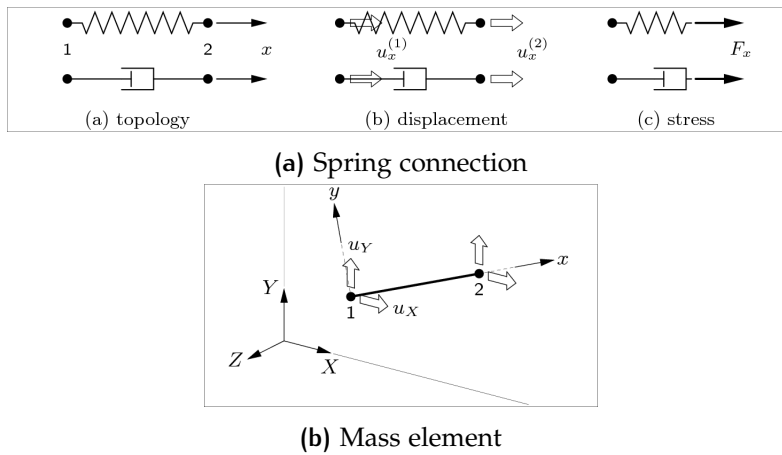 1 2 x
u_x^{(1)} u_x^{(2)}
F_x
(a) topology (b) displacement (c) stress
(a) Spring connection
y
u_Y
x
2
1 u_X
Y
Z X
(b) Mass element